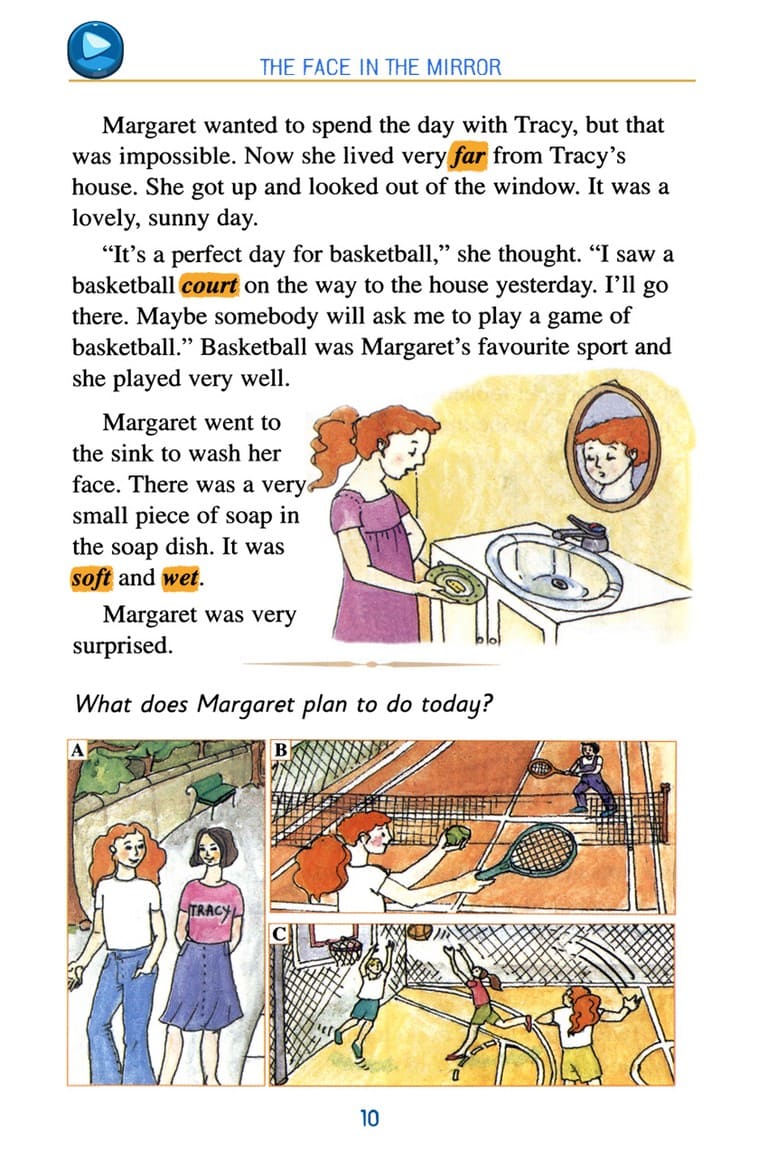 THE FACE IN THE MIRROR
Margaret wanted to spend the day with Tracy, but that
was impossible. Now she lived very far from Tracy’s
house. She got up and looked out of the window. It was a
lovely, sunny day.
“It’s a perfect day for basketball,” she thought. “I saw a
basketball court on the way to the house yesterday. I’ll go
there. Maybe somebody will ask me to play a game of
basketball.” Basketball was Margaret’s favourite sport and
she played very well.
Margaret went to
the sink to wash her
face. There was a very
small piece of soap in
the soap dish. It was
soft and wet.
Margaret was very
surprised.
What does Margaret plan to do today?
A
TRACY
B
C
10